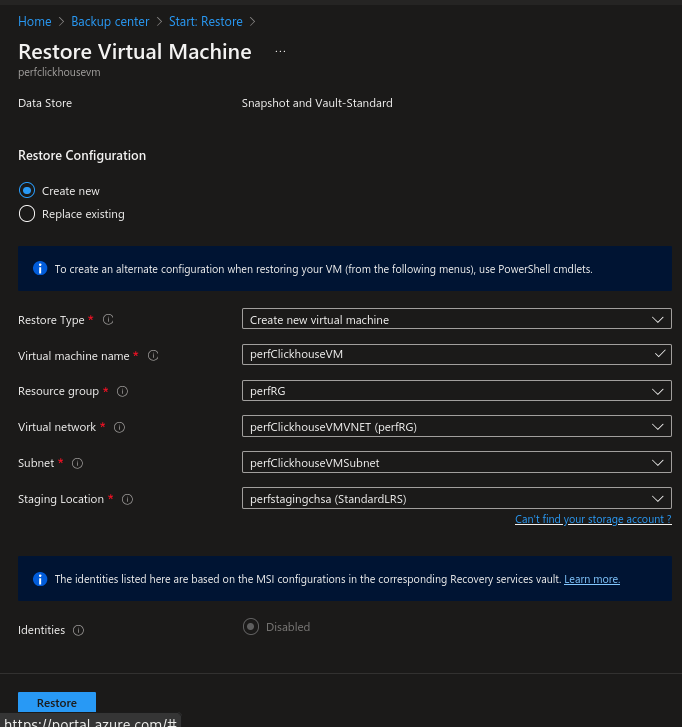 Home > Backup center > Start: Restore >
Restore Virtual Machine ...
perfclickhousevm
Data Store Snapshot and Vault-Standard
Restore Configuration
Create new
Replace existing
To create an alternate configuration when restoring your VM (from the following menus), use PowerShell cmdlets.
Restore Type * Create new virtual machine
Virtual machine name * perfClickhouseVM
Resource group * perfRG
Virtual network * perfClickhouseVMVNET (perfRG)
Subnet * perfClickhouseVMSubnet
Staging Location * perfstagingchsa (StandardLRS)
Can't find your storage account ?
The identities listed here are based on the MSI configurations in the corresponding Recovery services vault. Learn more.
Identities Disabled
Restore
https://portal.azure.com/#